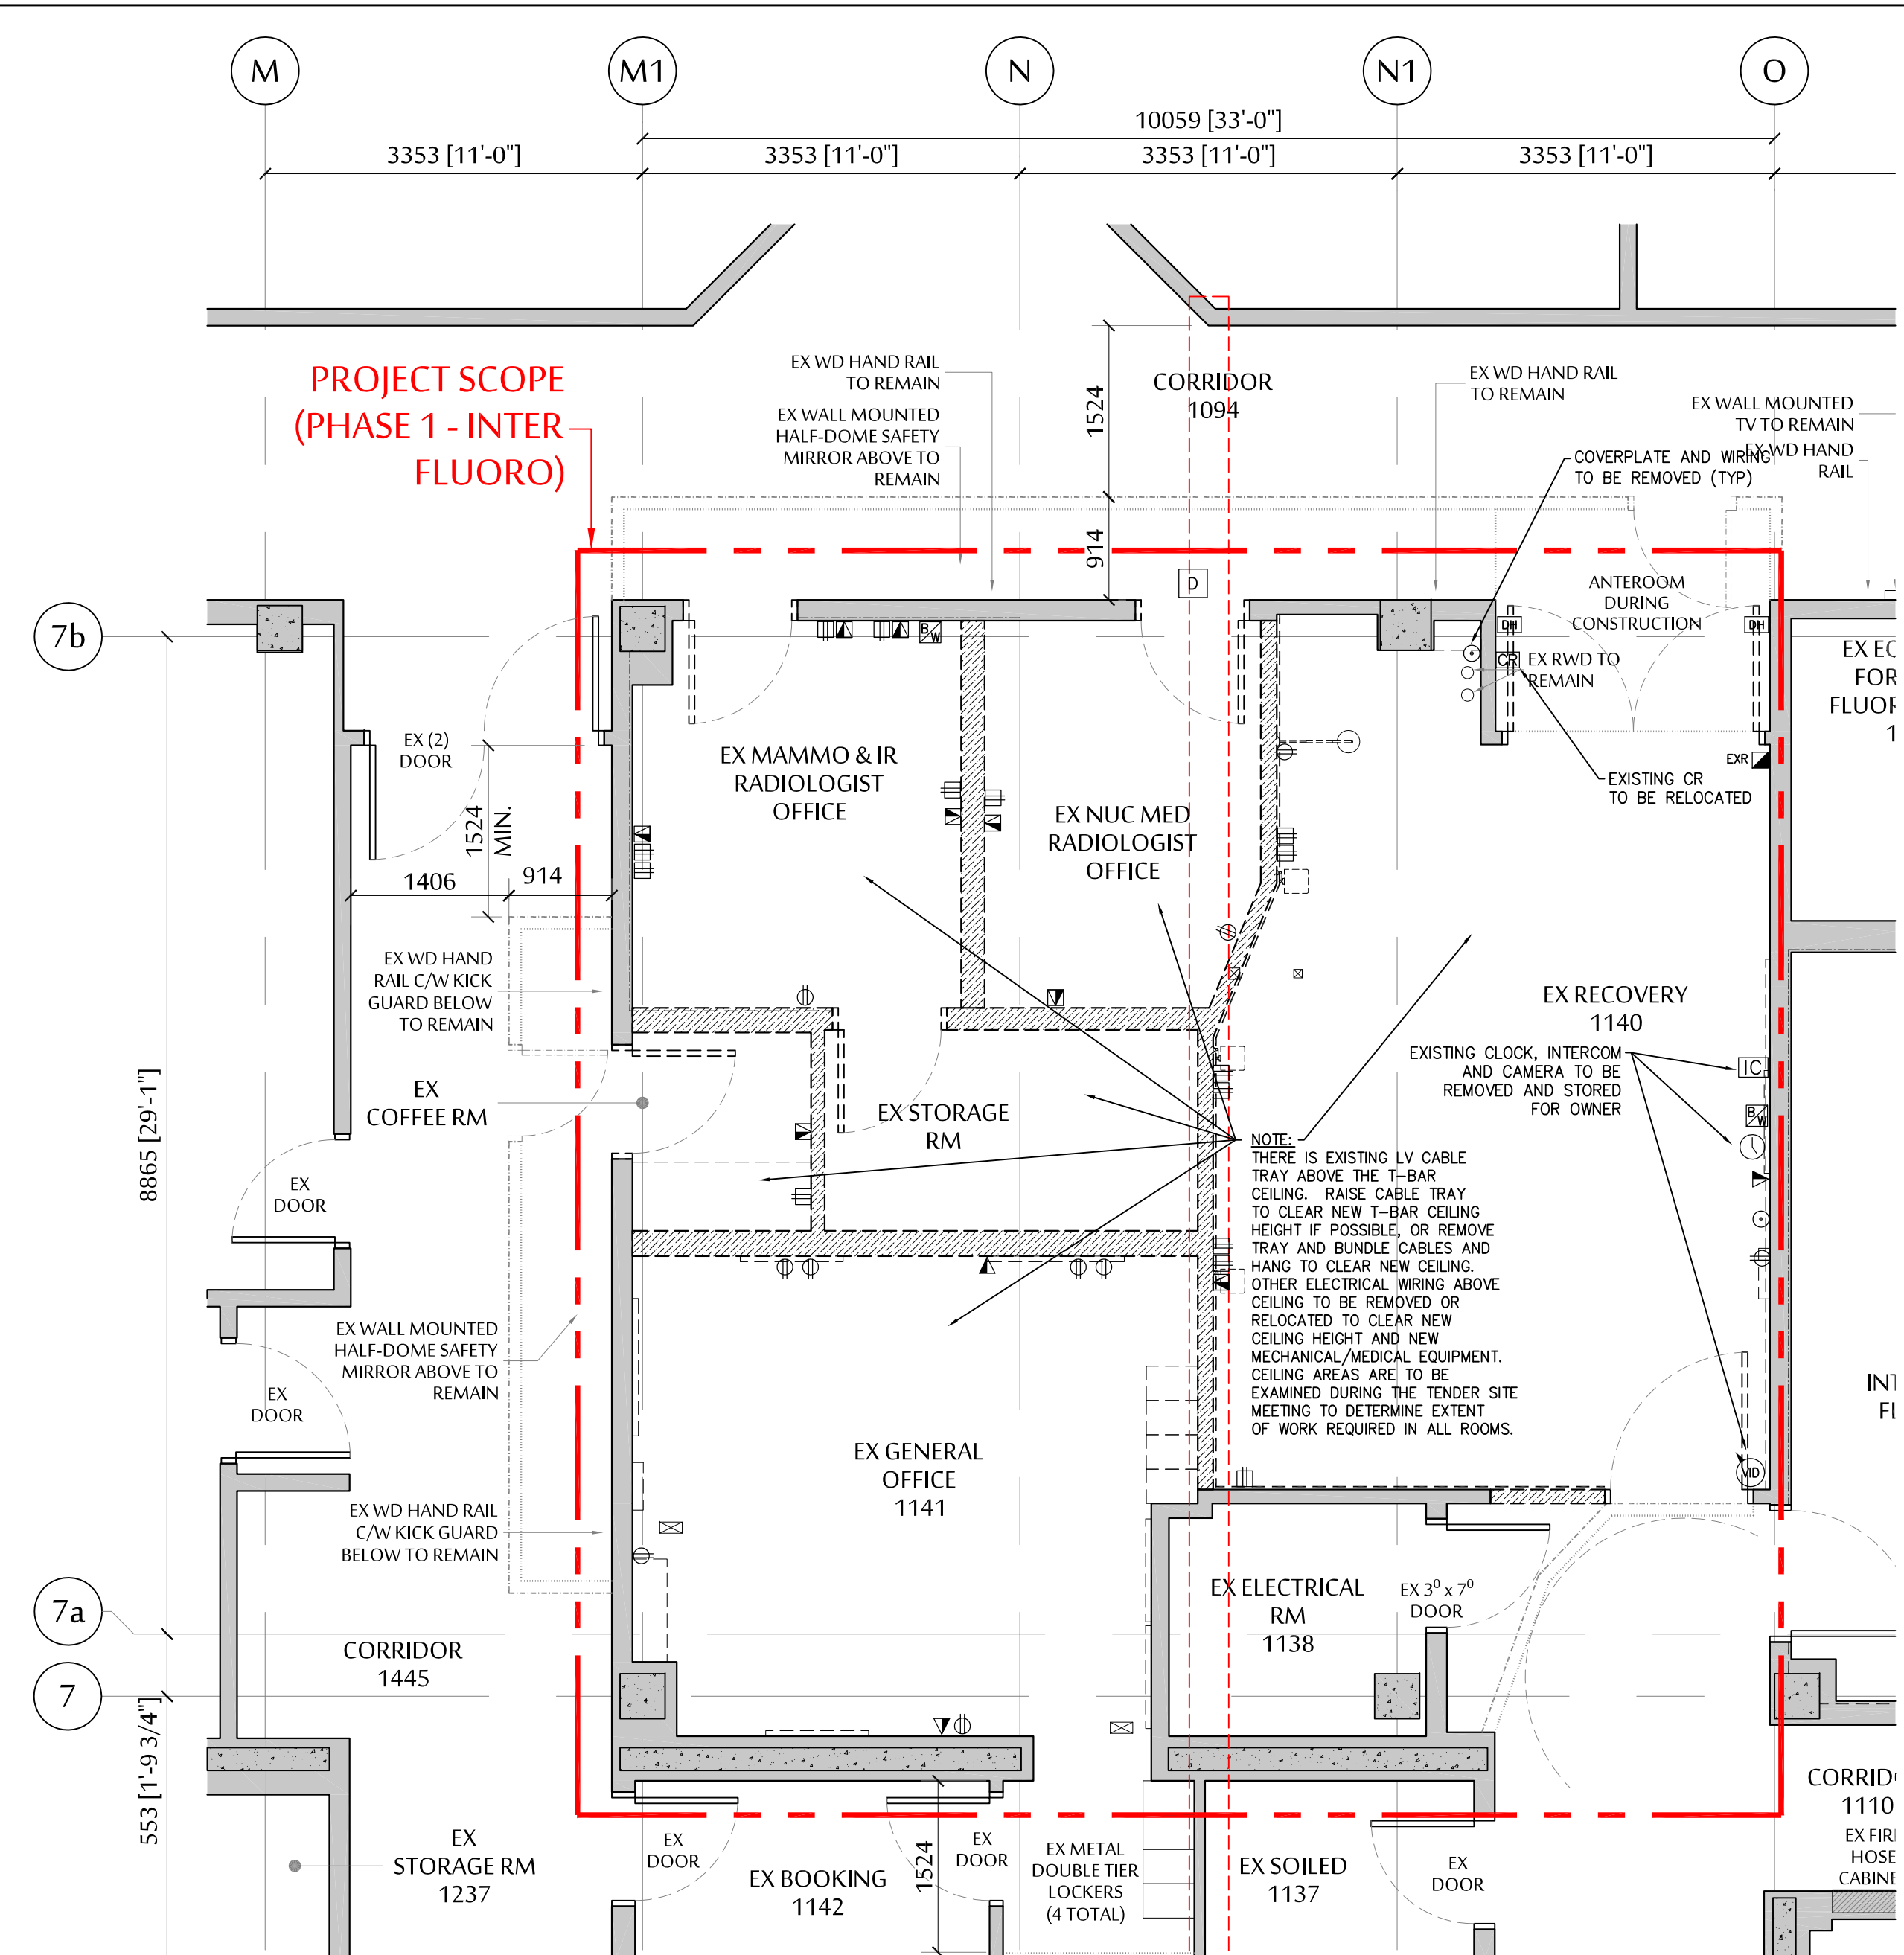 M
M1
N
N1
O
10059 [33'-0"]
3353 [11'-0"]
3353 [11'-0"]
3353 [11'-0"]
3353 [11'-0"]
PROJECT SCOPE
(PHASE 1 - INTER
FLUORO)
EX WD HAND RAIL
TO REMAIN
EX WALL MOUNTED
HALF-DOME SAFETY
MIRROR ABOVE TO
REMAIN
1524
914
CORRIDOR
1094
EX WD HAND RAIL
TO REMAIN
EX WALL MOUNTED
TV TO REMAIN
EX WD HAND
RAIL
COVERPLATE AND WIRING
TO BE REMOVED (TYP)
D
ANTEROOM
DURING
CONSTRUCTION
DH
DH
CR
EX RWD TO
REMAIN
EXR
EXISTING CR
TO BE RELOCATED
7b
B/W
EX (2)
DOOR
1524
MIN.
1406
914
EX MAMMO & IR
RADIOLOGIST
OFFICE
EX NUC MED
RADIOLOGIST
OFFICE
EX EQ
FOR
FLUOR
1
EX WD HAND
RAIL C/W KICK
GUARD BELOW
TO REMAIN
EX RECOVERY
1140
EXISTING CLOCK, INTERCOM
AND CAMERA TO BE
REMOVED AND STORED
FOR OWNER
IC
B/W
VID
EX
COFFEE RM
EX STORAGE
RM
8865 [29'-1"]
EX
DOOR
NOTE:
THERE IS EXISTING LV CABLE
TRAY ABOVE THE T-BAR
CEILING. RAISE CABLE TRAY
TO CLEAR NEW T-BAR CEILING
HEIGHT IF POSSIBLE, OR REMOVE
TRAY AND BUNDLE CABLES AND
HANG TO CLEAR NEW CEILING.
OTHER ELECTRICAL WIRING ABOVE
CEILING TO BE REMOVED OR
RELOCATED TO CLEAR NEW
CEILING HEIGHT AND NEW
MECHANICAL/MEDICAL EQUIPMENT.
CEILING AREAS ARE TO BE
EXAMINED DURING THE TENDER SITE
MEETING TO DETERMINE EXTENT
OF WORK REQUIRED IN ALL ROOMS.
EX WALL MOUNTED
HALF-DOME SAFETY
MIRROR ABOVE TO
REMAIN
EX
DOOR
INT
FL
EX GENERAL
OFFICE
1141
EX WD HAND RAIL
C/W KICK GUARD
BELOW TO REMAIN
7a
7
CORRIDOR
1445
EX ELECTRICAL
RM
1138
EX 3⁰ x 7⁰
DOOR
553 [1'-9 3/4"]
EX
STORAGE RM
1237
EX
DOOR
EX BOOKING
1142
1524
EX
DOOR
EX METAL
DOUBLE TIER
LOCKERS
(4 TOTAL)
EX SOILED
1137
EX
DOOR
CORRID
1110
EX FIR
HOSE
CABINE